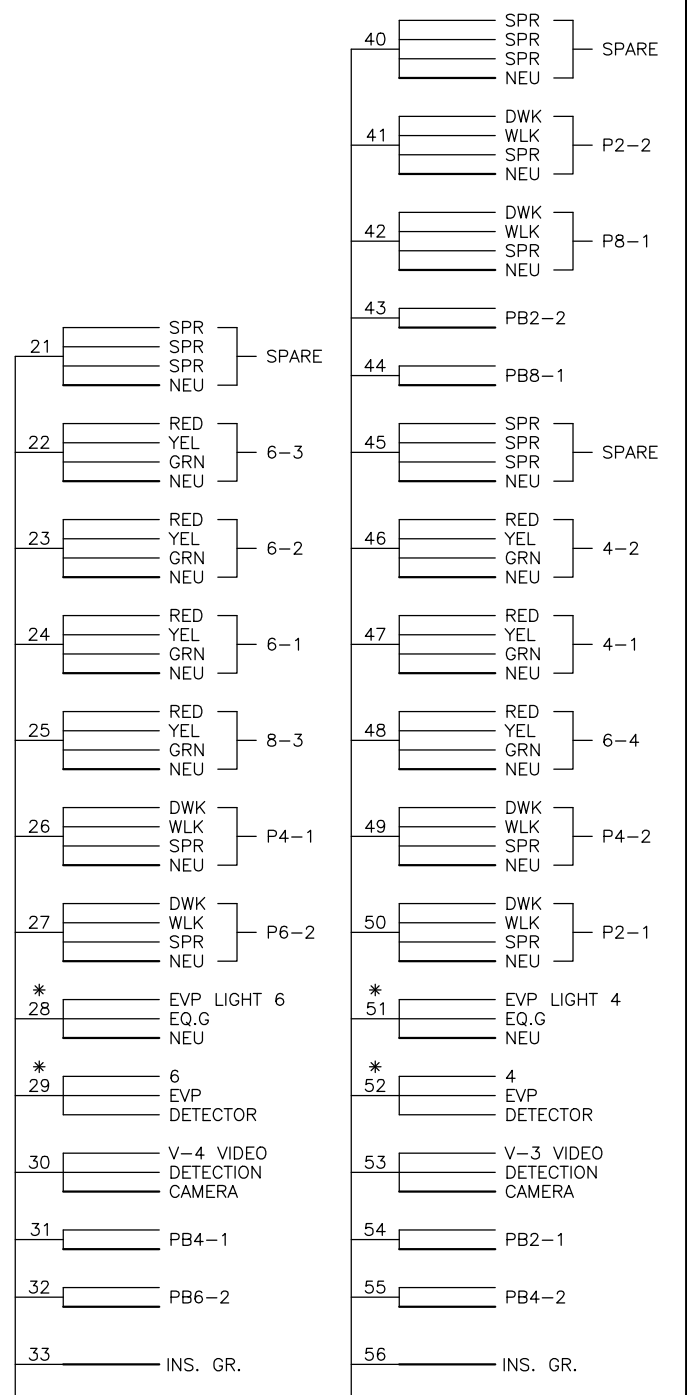 21
SPR
SPR
SPR
NEU
SPARE
22
RED
YEL
GRN
NEU
6-3
23
RED
YEL
GRN
NEU
6-2
24
RED
YEL
GRN
NEU
6-1
25
RED
YEL
GRN
NEU
8-3
26
DWK
WLK
SPR
NEU
P4-1
27
DWK
WLK
SPR
NEU
P6-2
*
28
EVP LIGHT 6
EQ.G
NEU
*
29
6
EVP
DETECTOR
30
V-4 VIDEO
DETECTION
CAMERA
31
PB4-1
32
PB6-2
33
INS. GR.
40
SPR
SPR
SPR
NEU
SPARE
41
DWK
WLK
SPR
NEU
P2-2
42
DWK
WLK
SPR
NEU
P8-1
43
PB2-2
44
PB8-1
45
SPR
SPR
SPR
NEU
SPARE
46
RED
YEL
GRN
NEU
4-2
47
RED
YEL
GRN
NEU
4-1
48
RED
YEL
GRN
NEU
6-4
49
DWK
WLK
SPR
NEU
P4-2
50
DWK
WLK
SPR
NEU
P2-1
*
51
EVP LIGHT 4
EQ.G
NEU
*
52
4
EVP
DETECTOR
53
V-3 VIDEO
DETECTION
CAMERA
54
PB2-1
55
PB4-2
56
INS. GR.